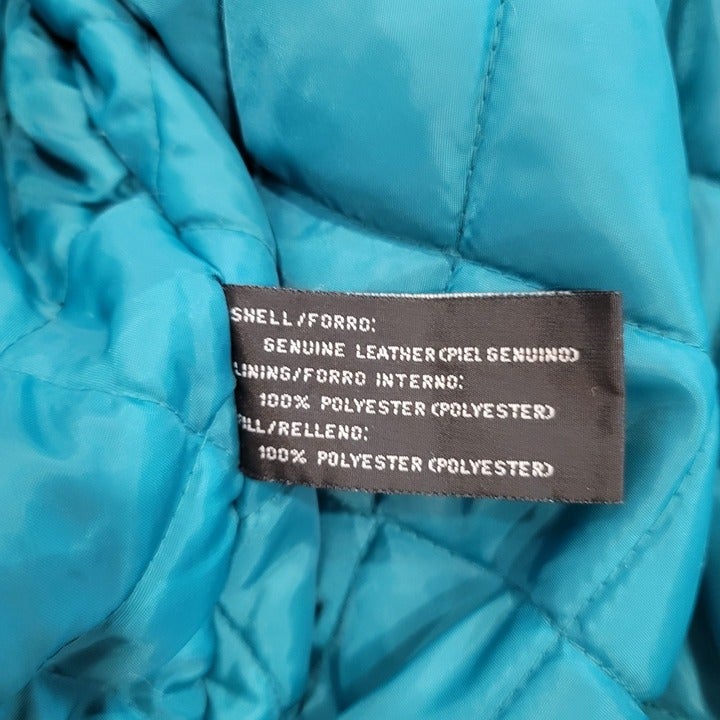 SHELL/FORRO:
GENUINE LEATHER(PIEL GENUINO)
LINING/FORRO INTERNO:
100% POLYESTER(POLYESTER)
FILL/RELLENO:
100% POLYESTER(POLYESTER)